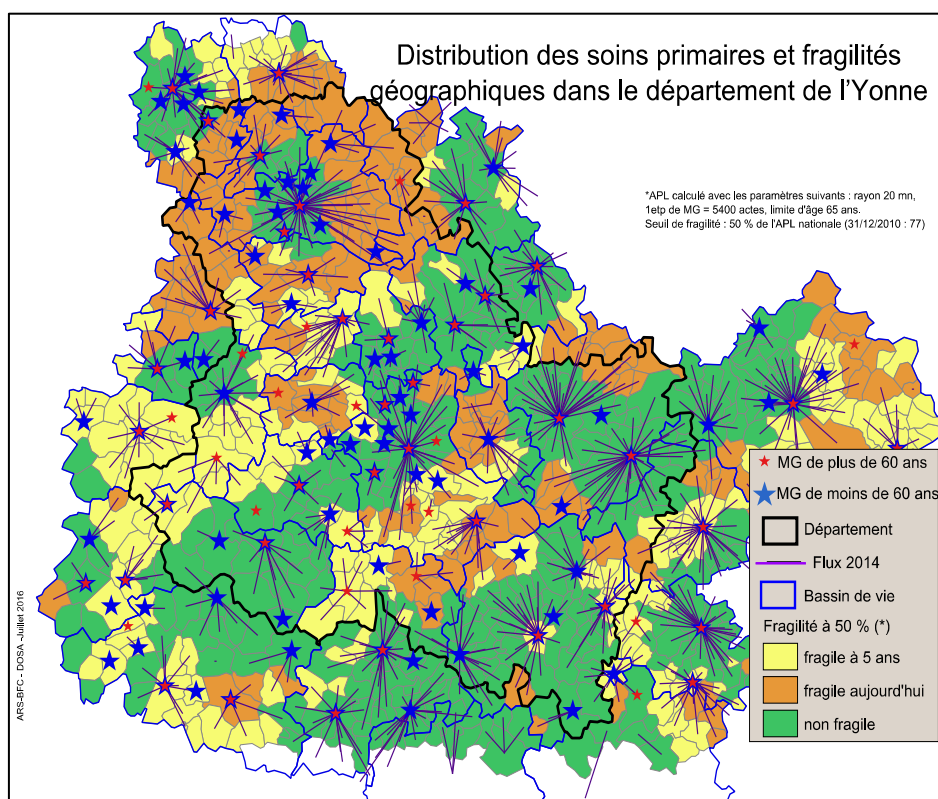 Distribution des soins primaires et fragilités
géographiques dans le département de l'Yonne
*APL calculé avec les paramètres suivants : rayon 20 mn,
1etp de MG = 5400 actes, limite d'âge 65 ans.
Seuil de fragilité : 50 % de l'APL nationale (31/12/2010 : 77)
MG de plus de 60 ans
MG de moins de 60 ans
Département
Flux 2014
Bassin de vie
Fragilité à 50 % (*)
fragile à 5 ans
fragile aujourd'hui
non fragile
ARS-BFC - DOSA -Juillet 2016